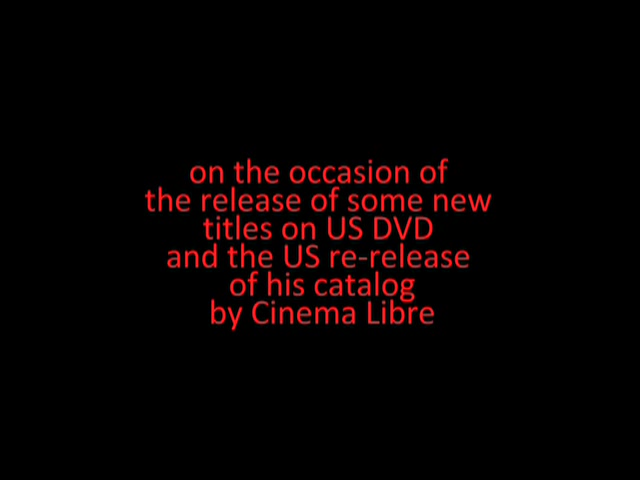 on the occasion of
the release of some new
titles on US DVD
and the US re-release
of his catalog
by Cinema Libre